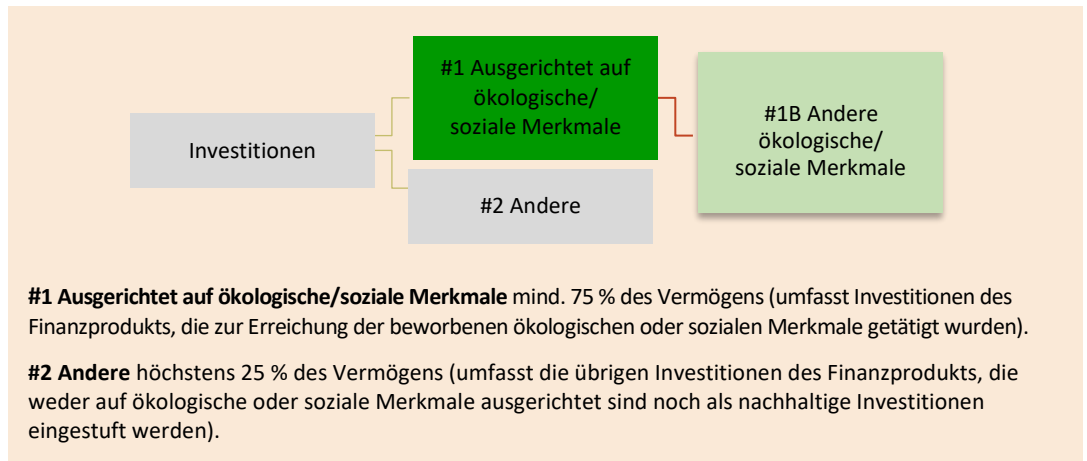 #1 Ausgerichtet auf
ökologische/
soziale Merkmale
#1B Andere
ökologische/
soziale Merkmale
Investitionen
#2 Andere
#1 Ausgerichtet auf ökologische/soziale Merkmale mind. 75 % des Vermögens (umfasst Investitionen des
Finanzprodukts, die zur Erreichung der beworbenen ökologischen oder sozialen Merkmale getätigt wurden).
#2 Andere höchstens 25 % des Vermögens (umfasst die übrigen Investitionen des Finanzprodukts, die
weder auf ökologische oder soziale Merkmale ausgerichtet sind noch als nachhaltige Investitionen
eingestuft werden).